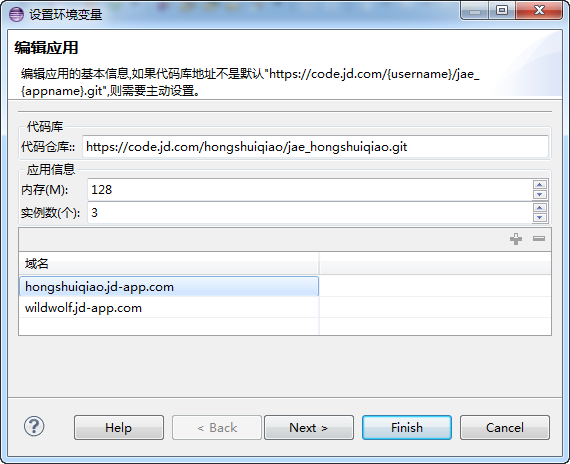 设置环境变量
编辑应用
编辑应用的基本信息,如果代码库地址不是默认"https://code.jd.com/{username}/jae_
{appname}.git",则需要主动设置。
代码库
代码仓库:: https://code.jd.com/hongshuiqiao/jae_hongshuiqiao.git
应用信息
内存(M): 128
实例数(个): 3
域名
hongshuiqiao.jd-app.com
wildwolf.jd-app.com
? Help < Back Next > Finish Cancel